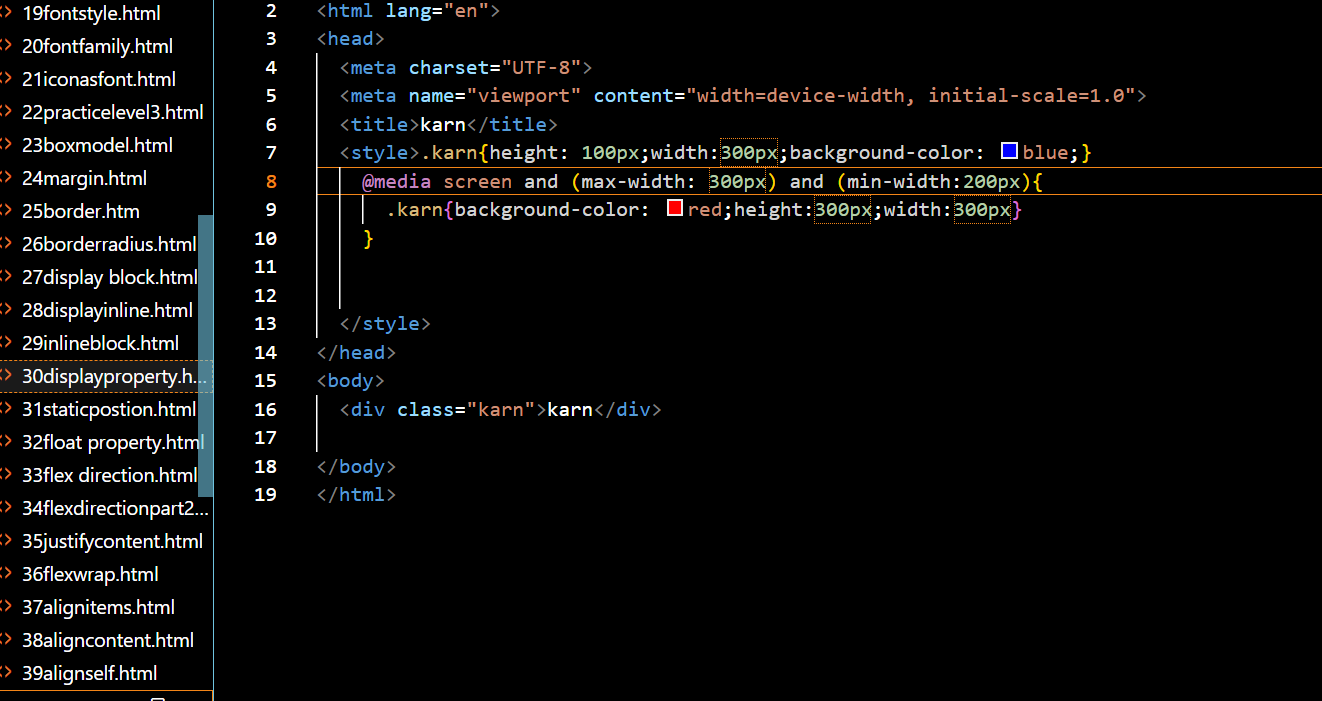 19fontstyle.html
20fontfamily.html
21iconasfont.html
22practicelevel3.html
23boxmodel.html
24margin.html
25border.htm
26borderradius.html
27display block.html
28displayinline.html
29inlineblock.html
30displayproperty.h...
31staticpostion.html
32float property.html
33flex direction.html
34flexdirectionpart2...
35justifycontent.html
36flexwrap.html
37alignitems.html
38aligncontent.html
39alignself.html
2 <html lang="en">
3 <head>
4 <meta charset="UTF-8">
5 <meta name="viewport" content="width=device-width, initial-scale=1.0">
6 <title>karn</title>
7 <style>.karn{height: 100px;width:300px;background-color: blue;}
8 @media screen and (max-width: 300px) and (min-width:200px){
9 .karn{background-color: red;height:300px;width:300px}
10 }
11
12
13 </style>
14 </head>
15 <body>
16 <div class="karn">karn</div>
17
18 </body>
19 </html>